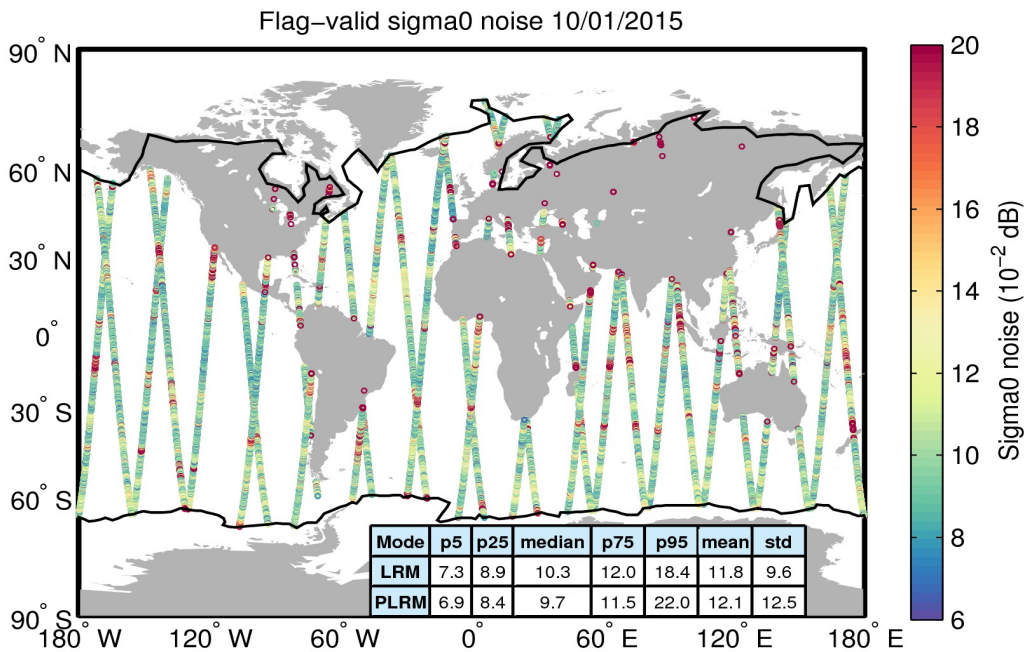 Flag−valid sigma0 noise 10/01/2015
90° N
60° N
30° N
0°
30° S
60° S
90° S
180° W
120° W
60° W
0°
60° E
120° E
180° E
Mode p5 p25 median p75 p95 mean std
LRM 7.3 8.9 10.3 12.0 18.4 11.8 9.6
PLRM 6.9 8.4 9.7 11.5 22.0 12.1 12.5
20
18
16
14
12
10
8
6
Sigma0 noise (10⁻² dB)